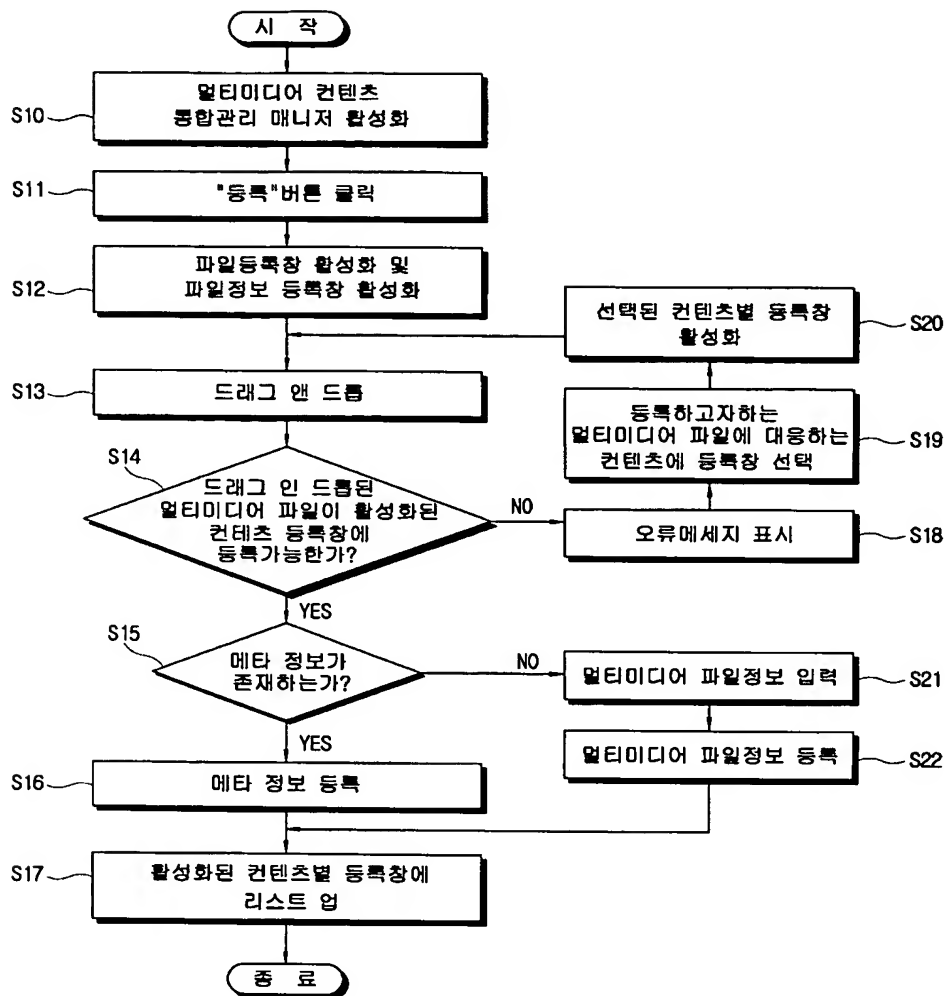 시 작
S10
멀티미디어 컨텐츠
통합관리 매니저 활성화
S11
"등록"버튼 클릭
S12
파일등록창 활성화 및
파일정보 등록창 활성화
선택된 컨텐츠별 등록창
활성화
S20
S13
드래그 앤 드롭
등록하고자하는
멀티미디어 파일에 대응하는
컨텐츠에 등록창 선택
S19
S14
드래그 인 드롭된
멀티미디어 파일이 활성화된
컨테츠 등록창에
등록가능한가?
NO
오류메세지 표시
S18
YES
S15
메타 정보가
존재하는가?
NO
멀티미디어 파일정보 입력
S21
YES
멀티미디어 파일정보 등록
S22
S16
메타 정보 등록
S17
활성화된 컨텐츠별 등록창에
리스트 업
종 료